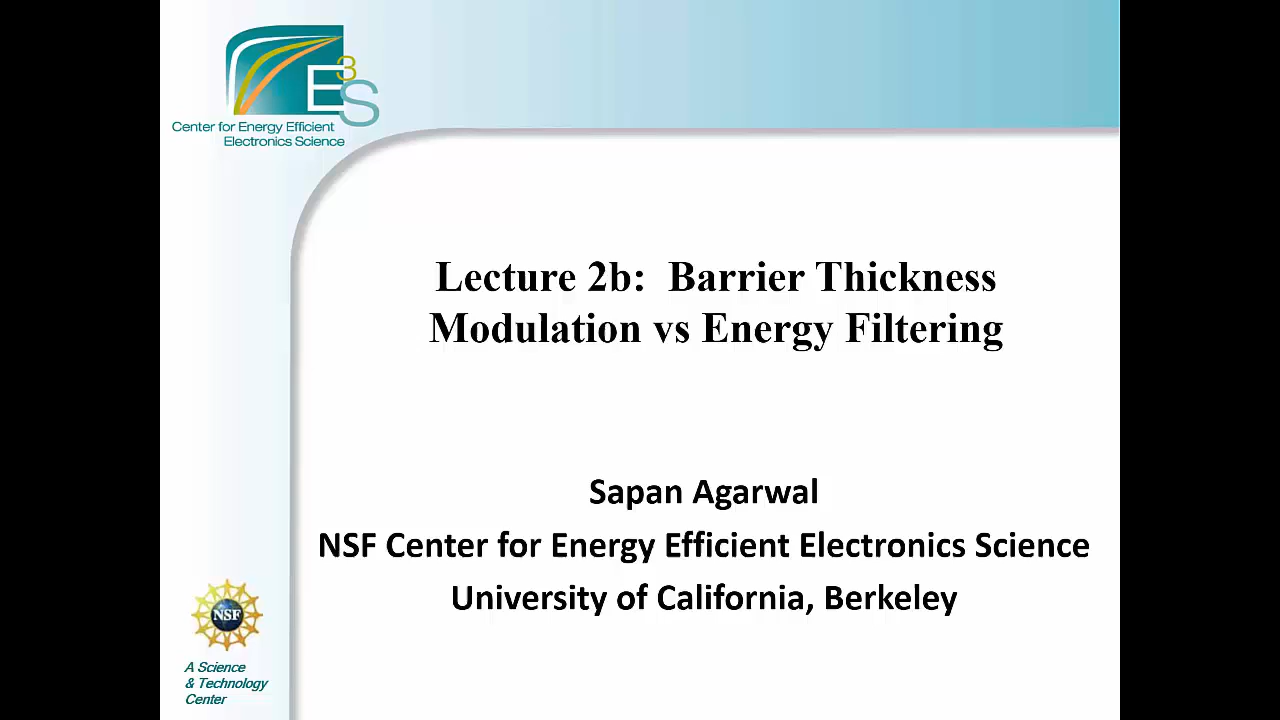 E3S
Center for Energy Efficient
Electronics Science
Lecture 2b: Barrier Thickness
Modulation vs Energy Filtering
Sapan Agarwal
NSF Center for Energy Efficient Electronics Science
University of California, Berkeley
NSF
A Science
& Technology
Center